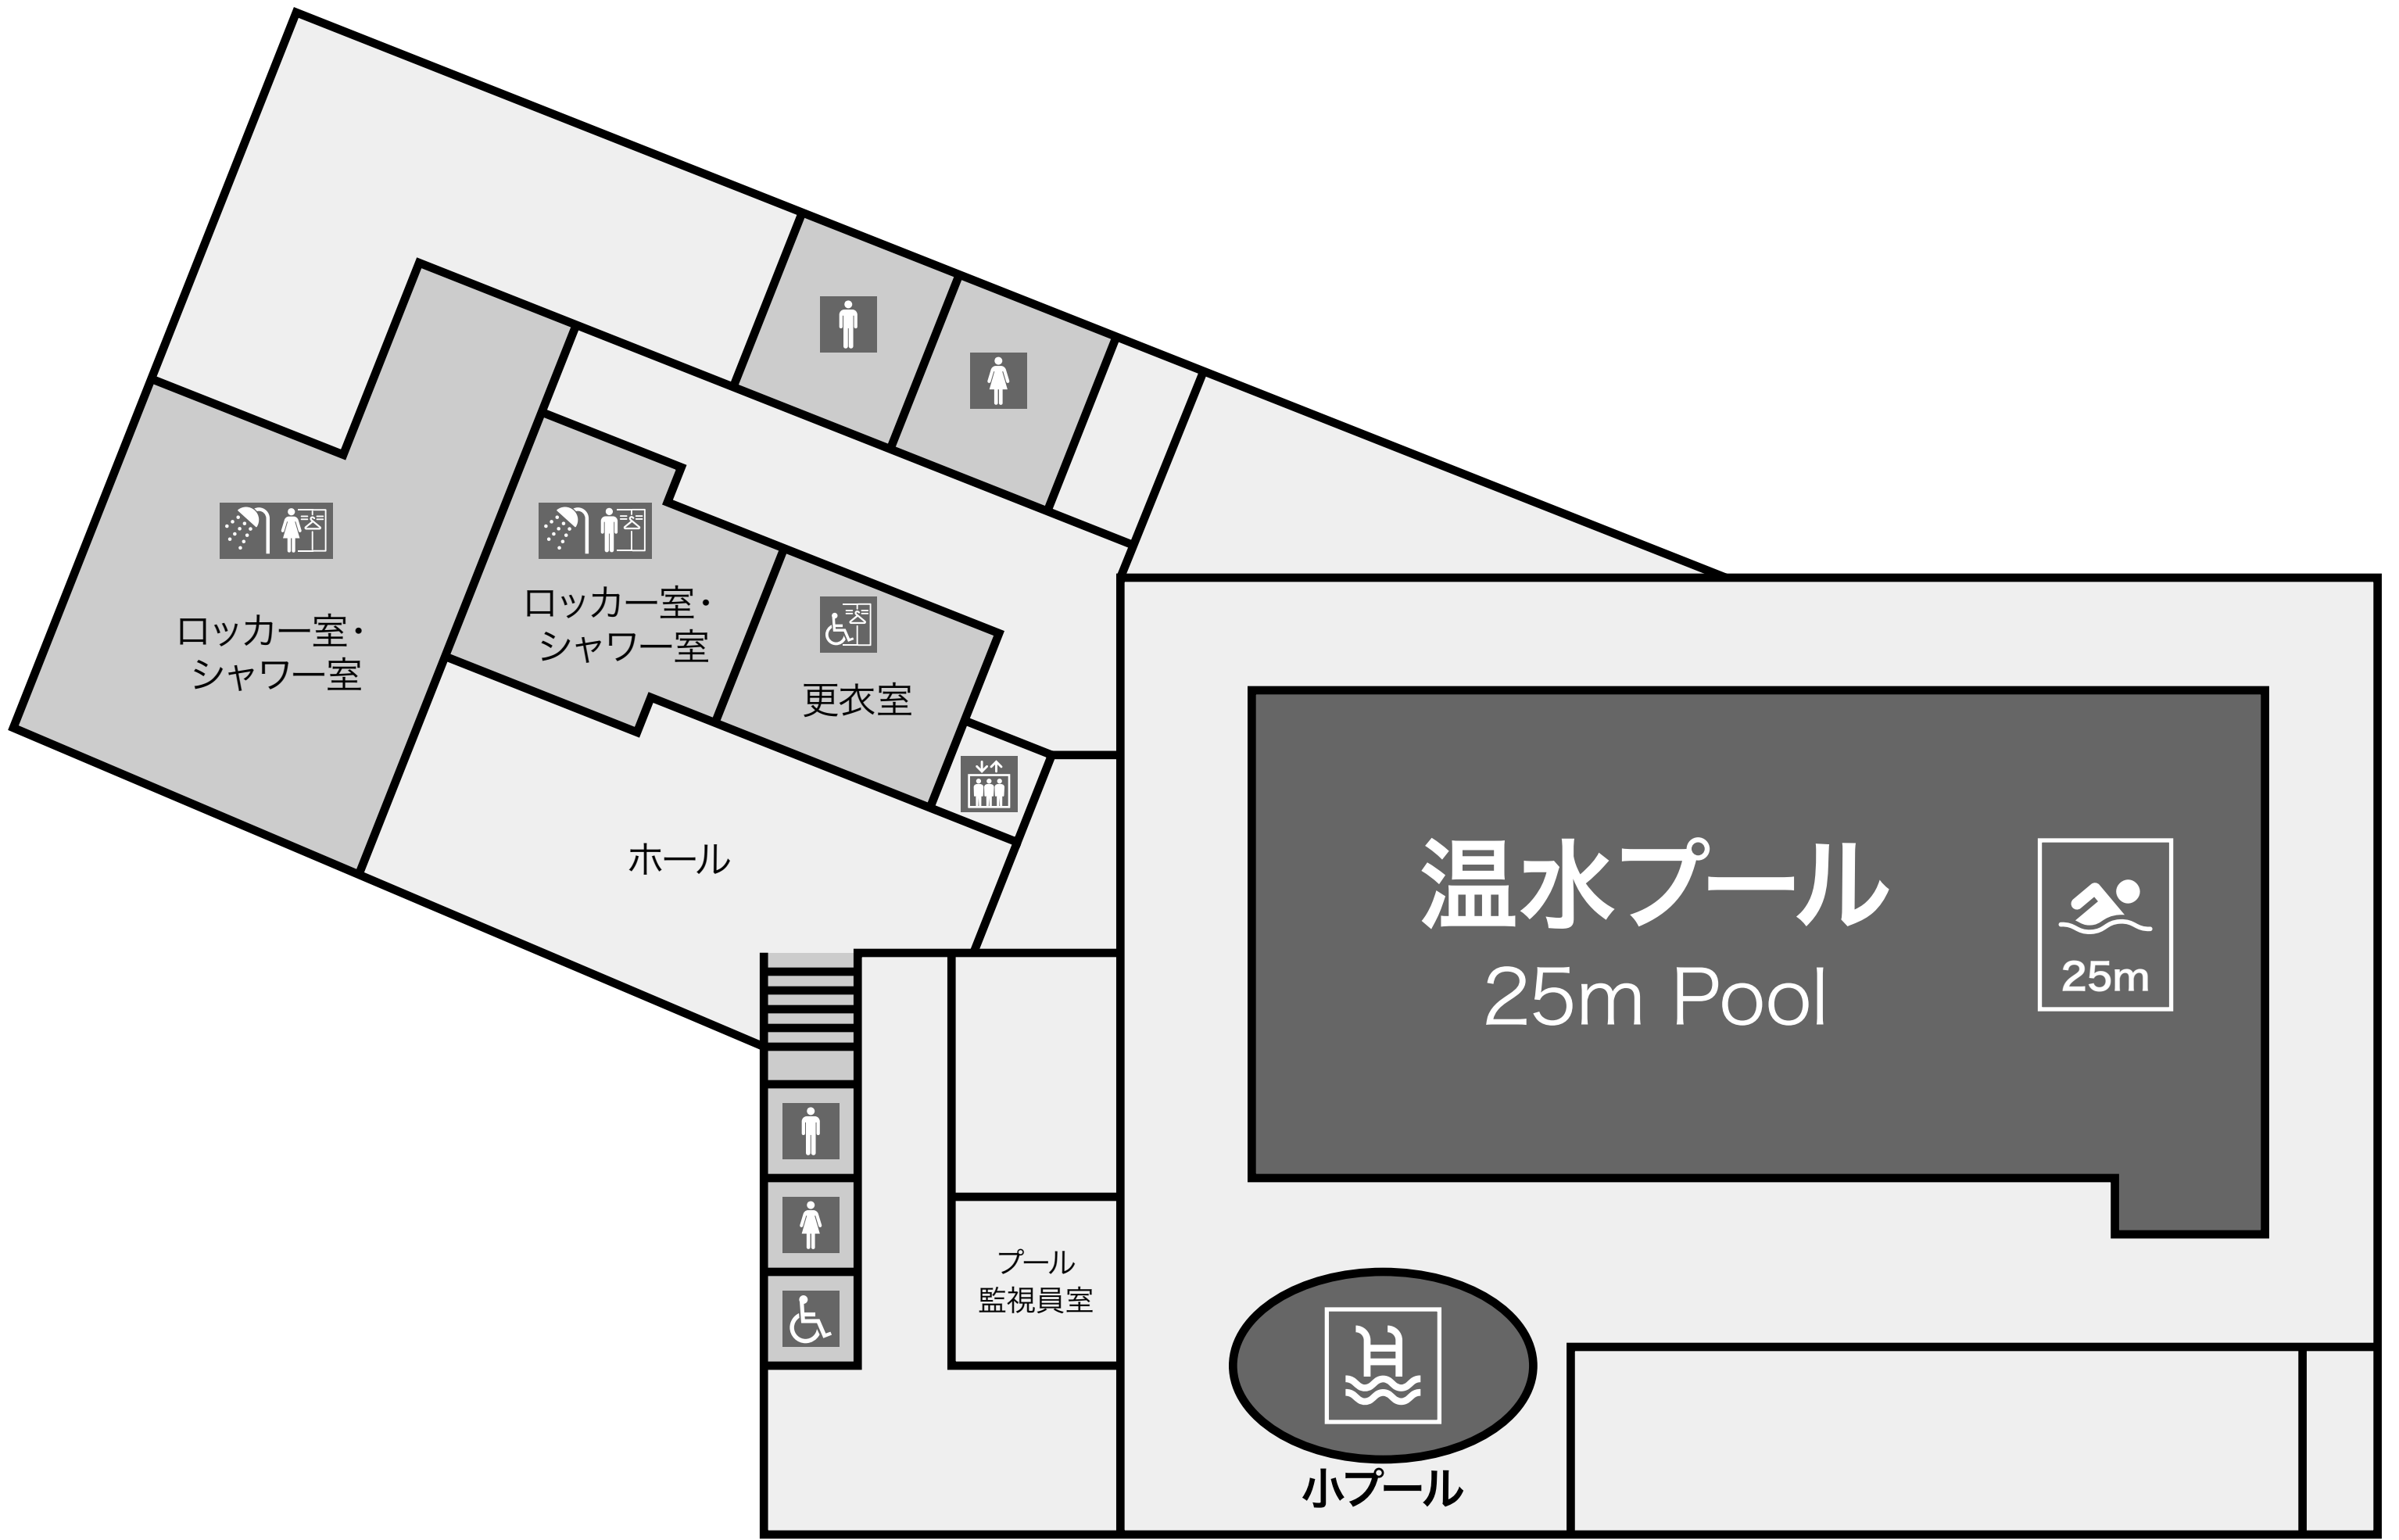 ロッカー室・
シャワー室
ロッカー室・
シャワー室
更衣室
ホール
温水プール
25m Pool
25m
プール
監視員室
小プール